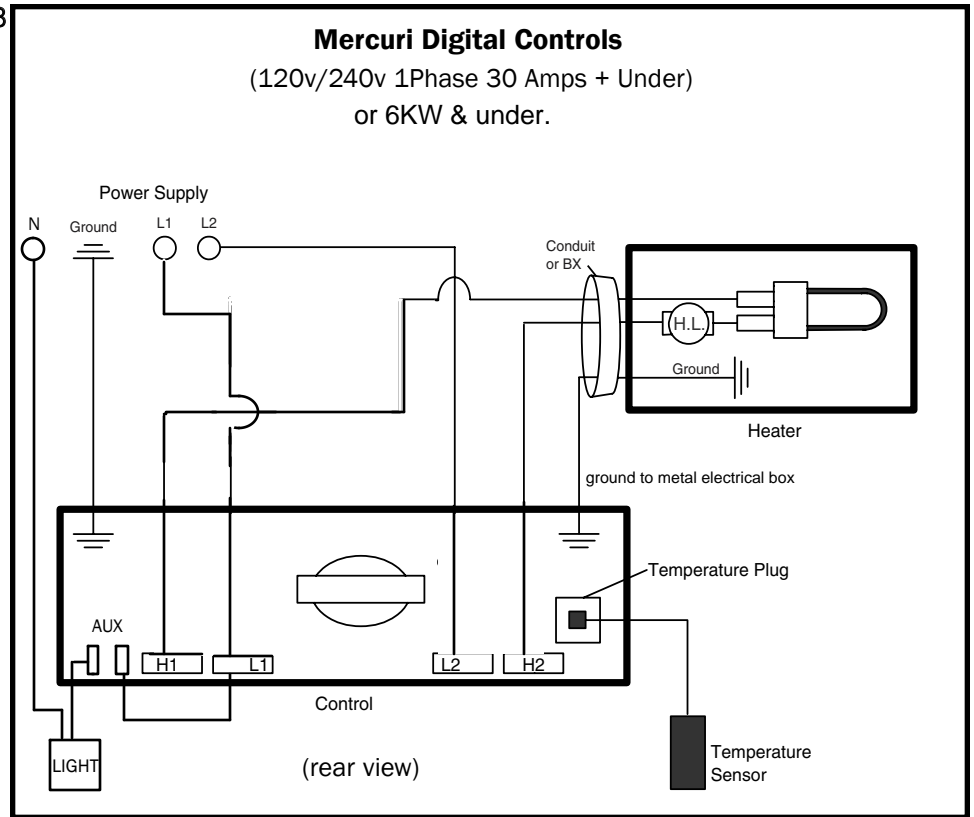 3
Mercuri Digital Controls
(120v/240v 1Phase 30 Amps + Under)
or 6KW & under.
Power Supply
N
Ground
L1
L2
Conduit
or BX
H.L.
Ground
Heater
ground to metal electrical box
Temperature Plug
AUX
H1
L1
L2
H2
Control
LIGHT
(rear view)
Temperature
Sensor